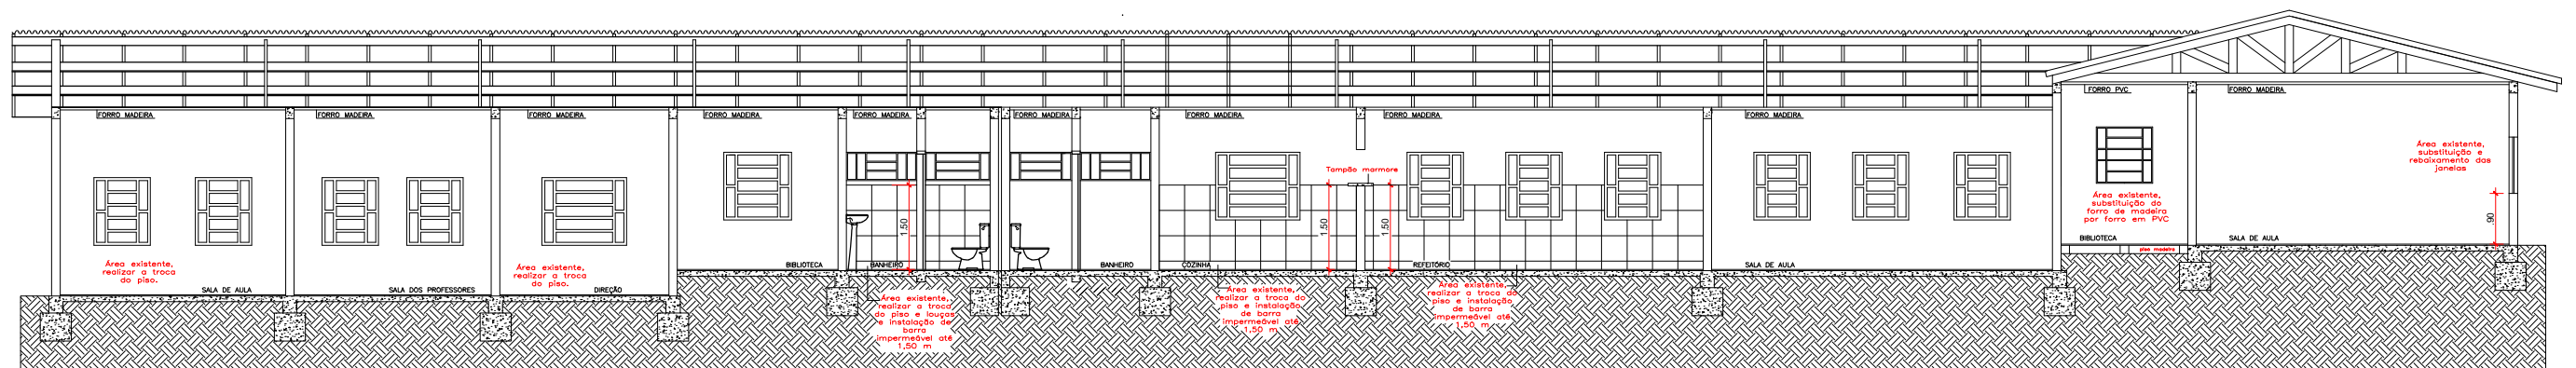 FORRO MADEIRA
FORRO MADEIRA
FORRO MADEIRA
FORRO MADEIRA
FORRO MADEIRA
FORRO MADEIRA
FORRO MADEIRA
FORRO MADEIRA
FORRO MADEIRA
FORRO PVC
FORRO MADEIRA
Tampão marmore
1.50
1.50
1.50
.90
Área existente,
substituição e
rebaixamento das
janelas
Área existente,
substituição do
forro de madeira
por forro em PVC
BIBLIOTECA
piso madeira
SALA DE AULA
Área existente,
realizar a troca
do piso.
SALA DE AULA
SALA DOS PROFESSORES
Área existente,
realizar a troca
do piso.
DIREÇÃO
BIBLIOTECA
BANHEIRO
BANHEIRO
COZINHA
REFEITÓRIO
SALA DE AULA
Área existente,
realizar a troca
do piso e louças
e instalação de
barra
impermeável até
1,50 m
Área existente,
realizar a troca do
piso e instalação
de barra
impermeável até
1,50 m
Área existente,
realizar a troca do
piso e instalação
de barra
impermeável até
1,50 m